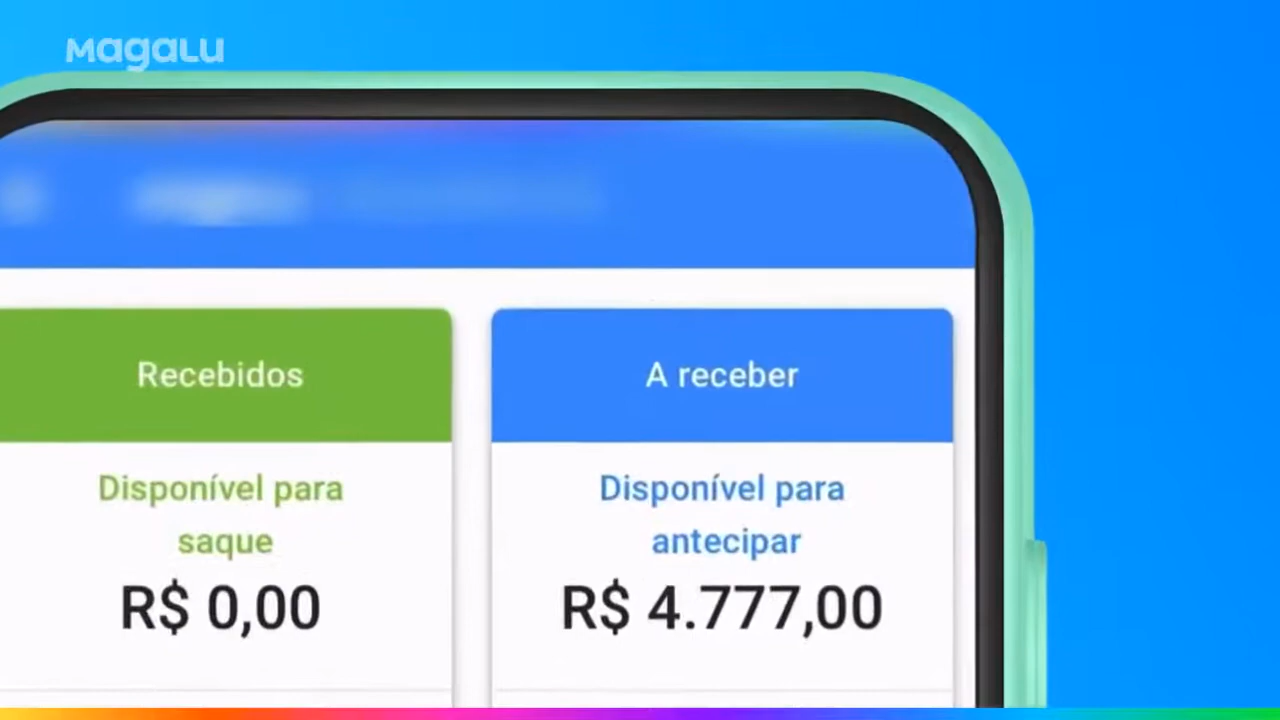 magalu
Recebidos
Disponível para
saque
R$ 0,00
A receber
Disponível para
antecipar
R$ 4.777,00